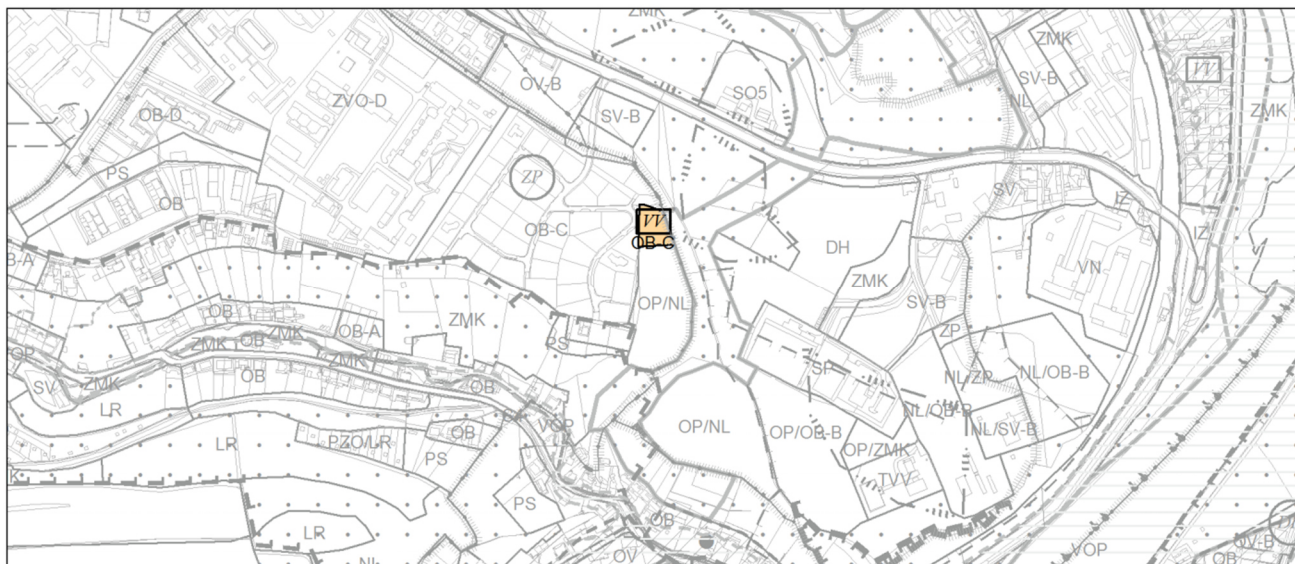 ZMK
ZMK
VV
OV-B
SV-B
SO5
SV-B
NL
ZMK
OB-D
ZVO-D
PS
ZP
OB
OB-C
VV
OB-C
SV
IZ
IZ
DH
ZMK
VN
SV-B
OP/NL
ZMK
OB
ZMK
OB-A
PS
ZP
SP
NL/ZP
NL/OB-B
ZMK
OB
ZMK
SV
ZMK
OB
OB
LR
NL/OB-B
OP/NL
OP/OB-B
NL/SV-B
VOP
LR
PZO/LR
OB
PS
OP/ZMK
TVV
PS
LR
OB
OV
VOP
OV-B
OB